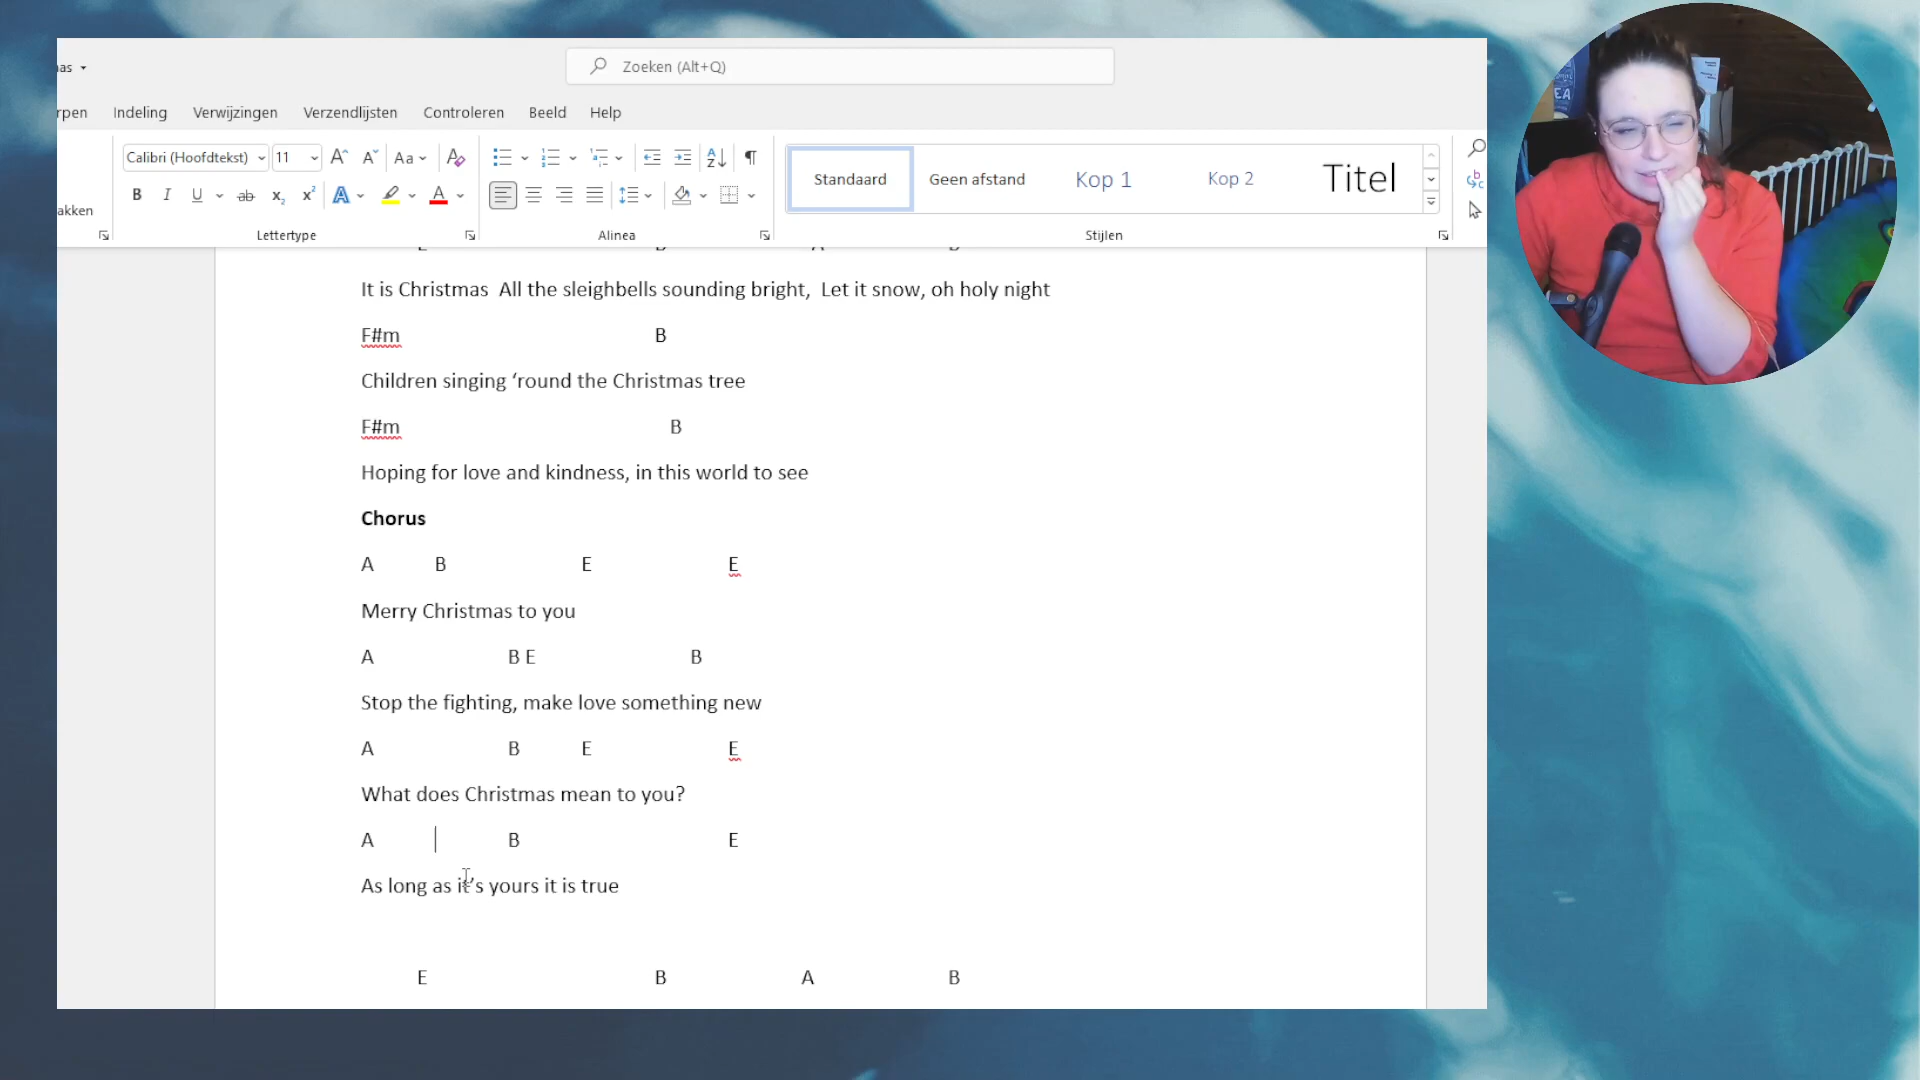 as
Zoeken (Alt+Q)
rpen Indeling Verwijzingen Verzendlijsten Controleren Beeld Help
Calibri (Hoofdtekst) 11 Aa
akken
Standaard Geen afstand Kop 1 Kop 2 Titel
Lettertype Alinea Stijlen
It is Christmas All the sleighbells sounding bright, Let it snow, oh holy night
F#m B
Children singing ‘round the Christmas tree
F#m B
Hoping for love and kindness, in this world to see
Chorus
A B E E
Merry Christmas to you
A B E B
Stop the fighting, make love something new
A B E E
What does Christmas mean to you?
A B E
As long as it’s yours it is true
E B A B
EA